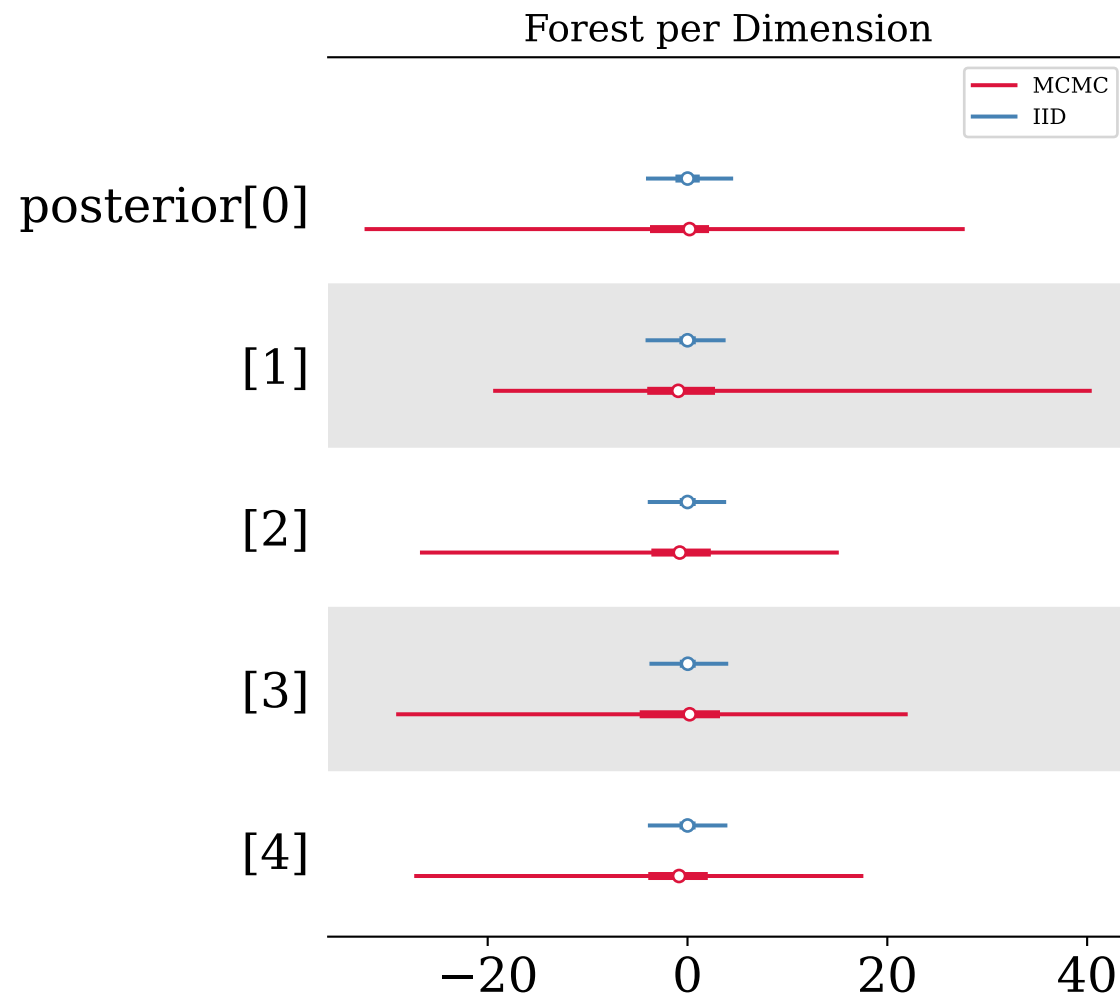 Forest per Dimension
MCMC
IID
posterior[0]
[1]
[2]
[3]
[4]
−20 0 20 40